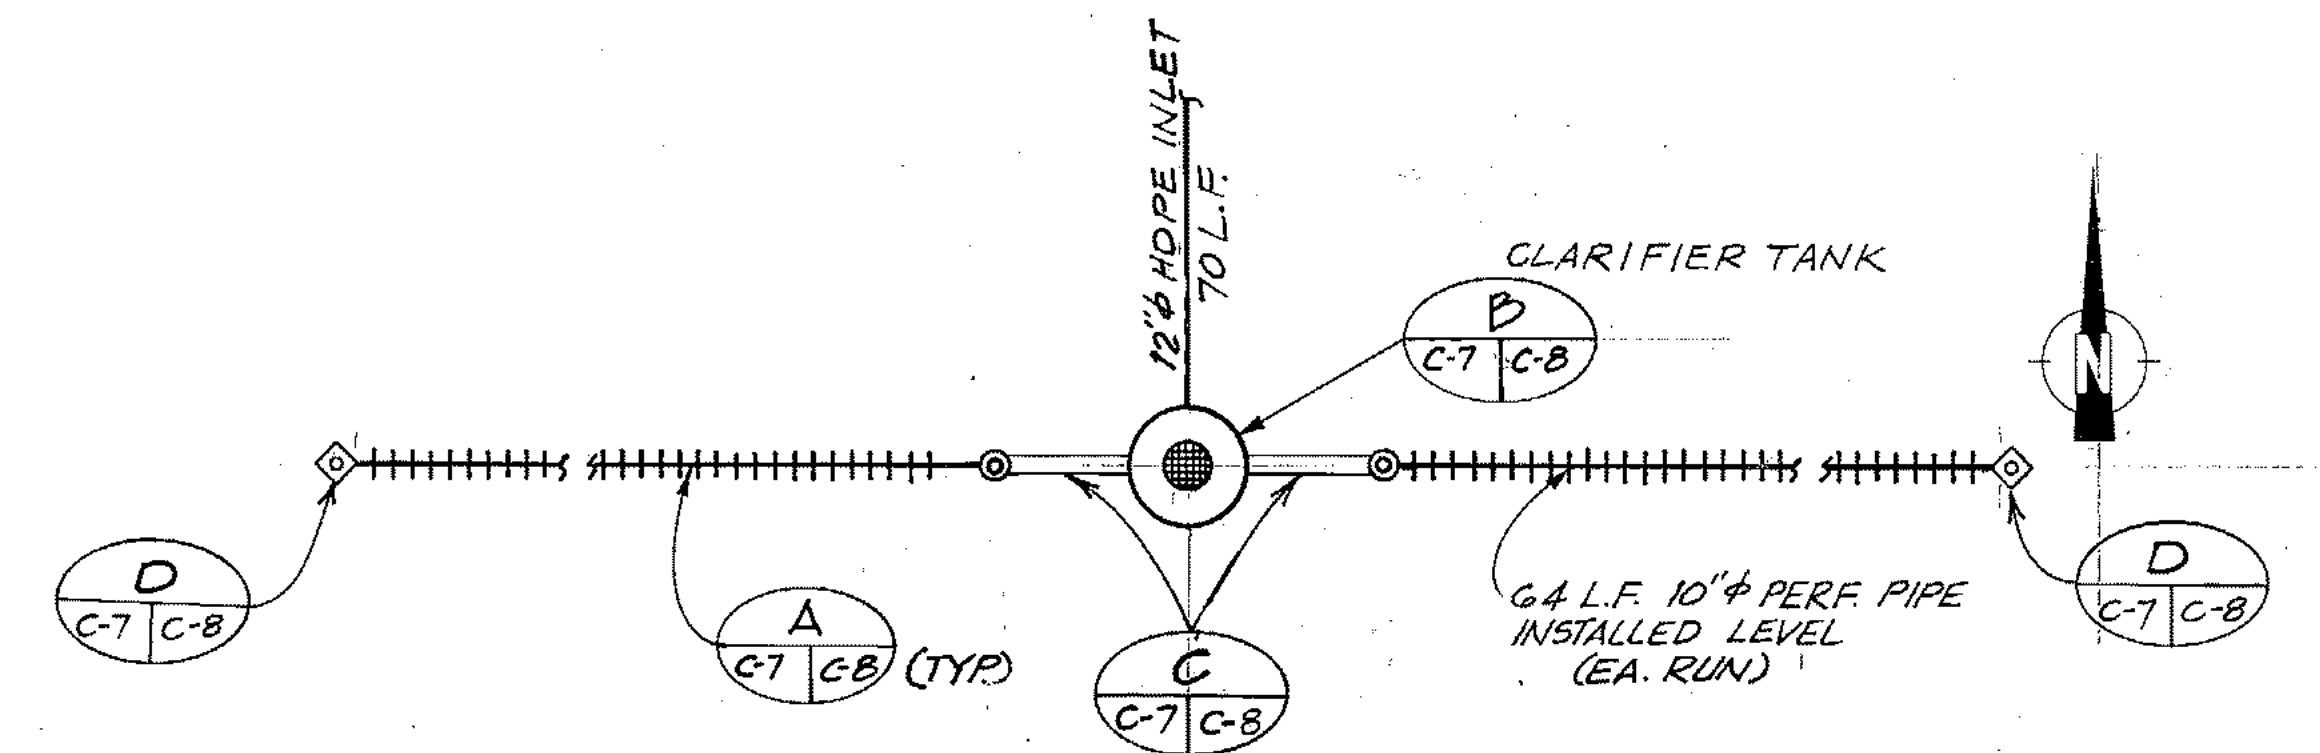 12"φ HDPE INLET
70 L.F.
CLARIFIER TANK
B
C-7 C-8
N
D
C-7 C-8
A
C-7 C-8 (TYP.)
C
C-7 C-8
64 L.F. 10"φ PERF. PIPE
INSTALLED LEVEL
(EA. RUN)
D
C-7 C-8